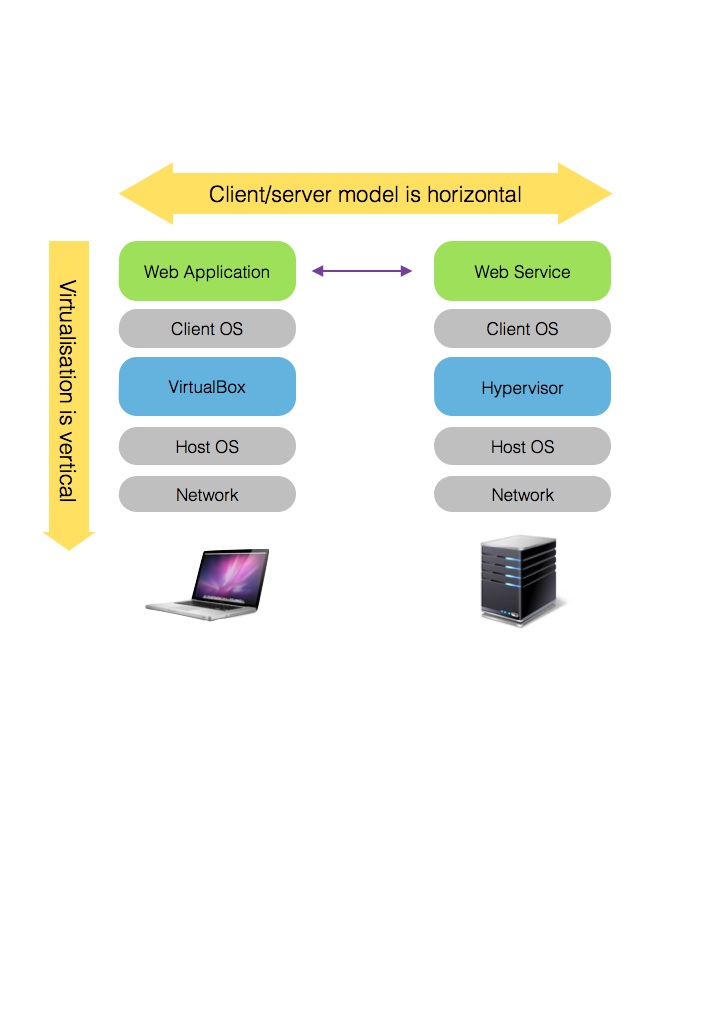 Client/server model is horizontal
Virtualisation is vertical
Web Application
Web Service
Client OS
Client OS
VirtualBox
Hypervisor
Host OS
Host OS
Network
Network